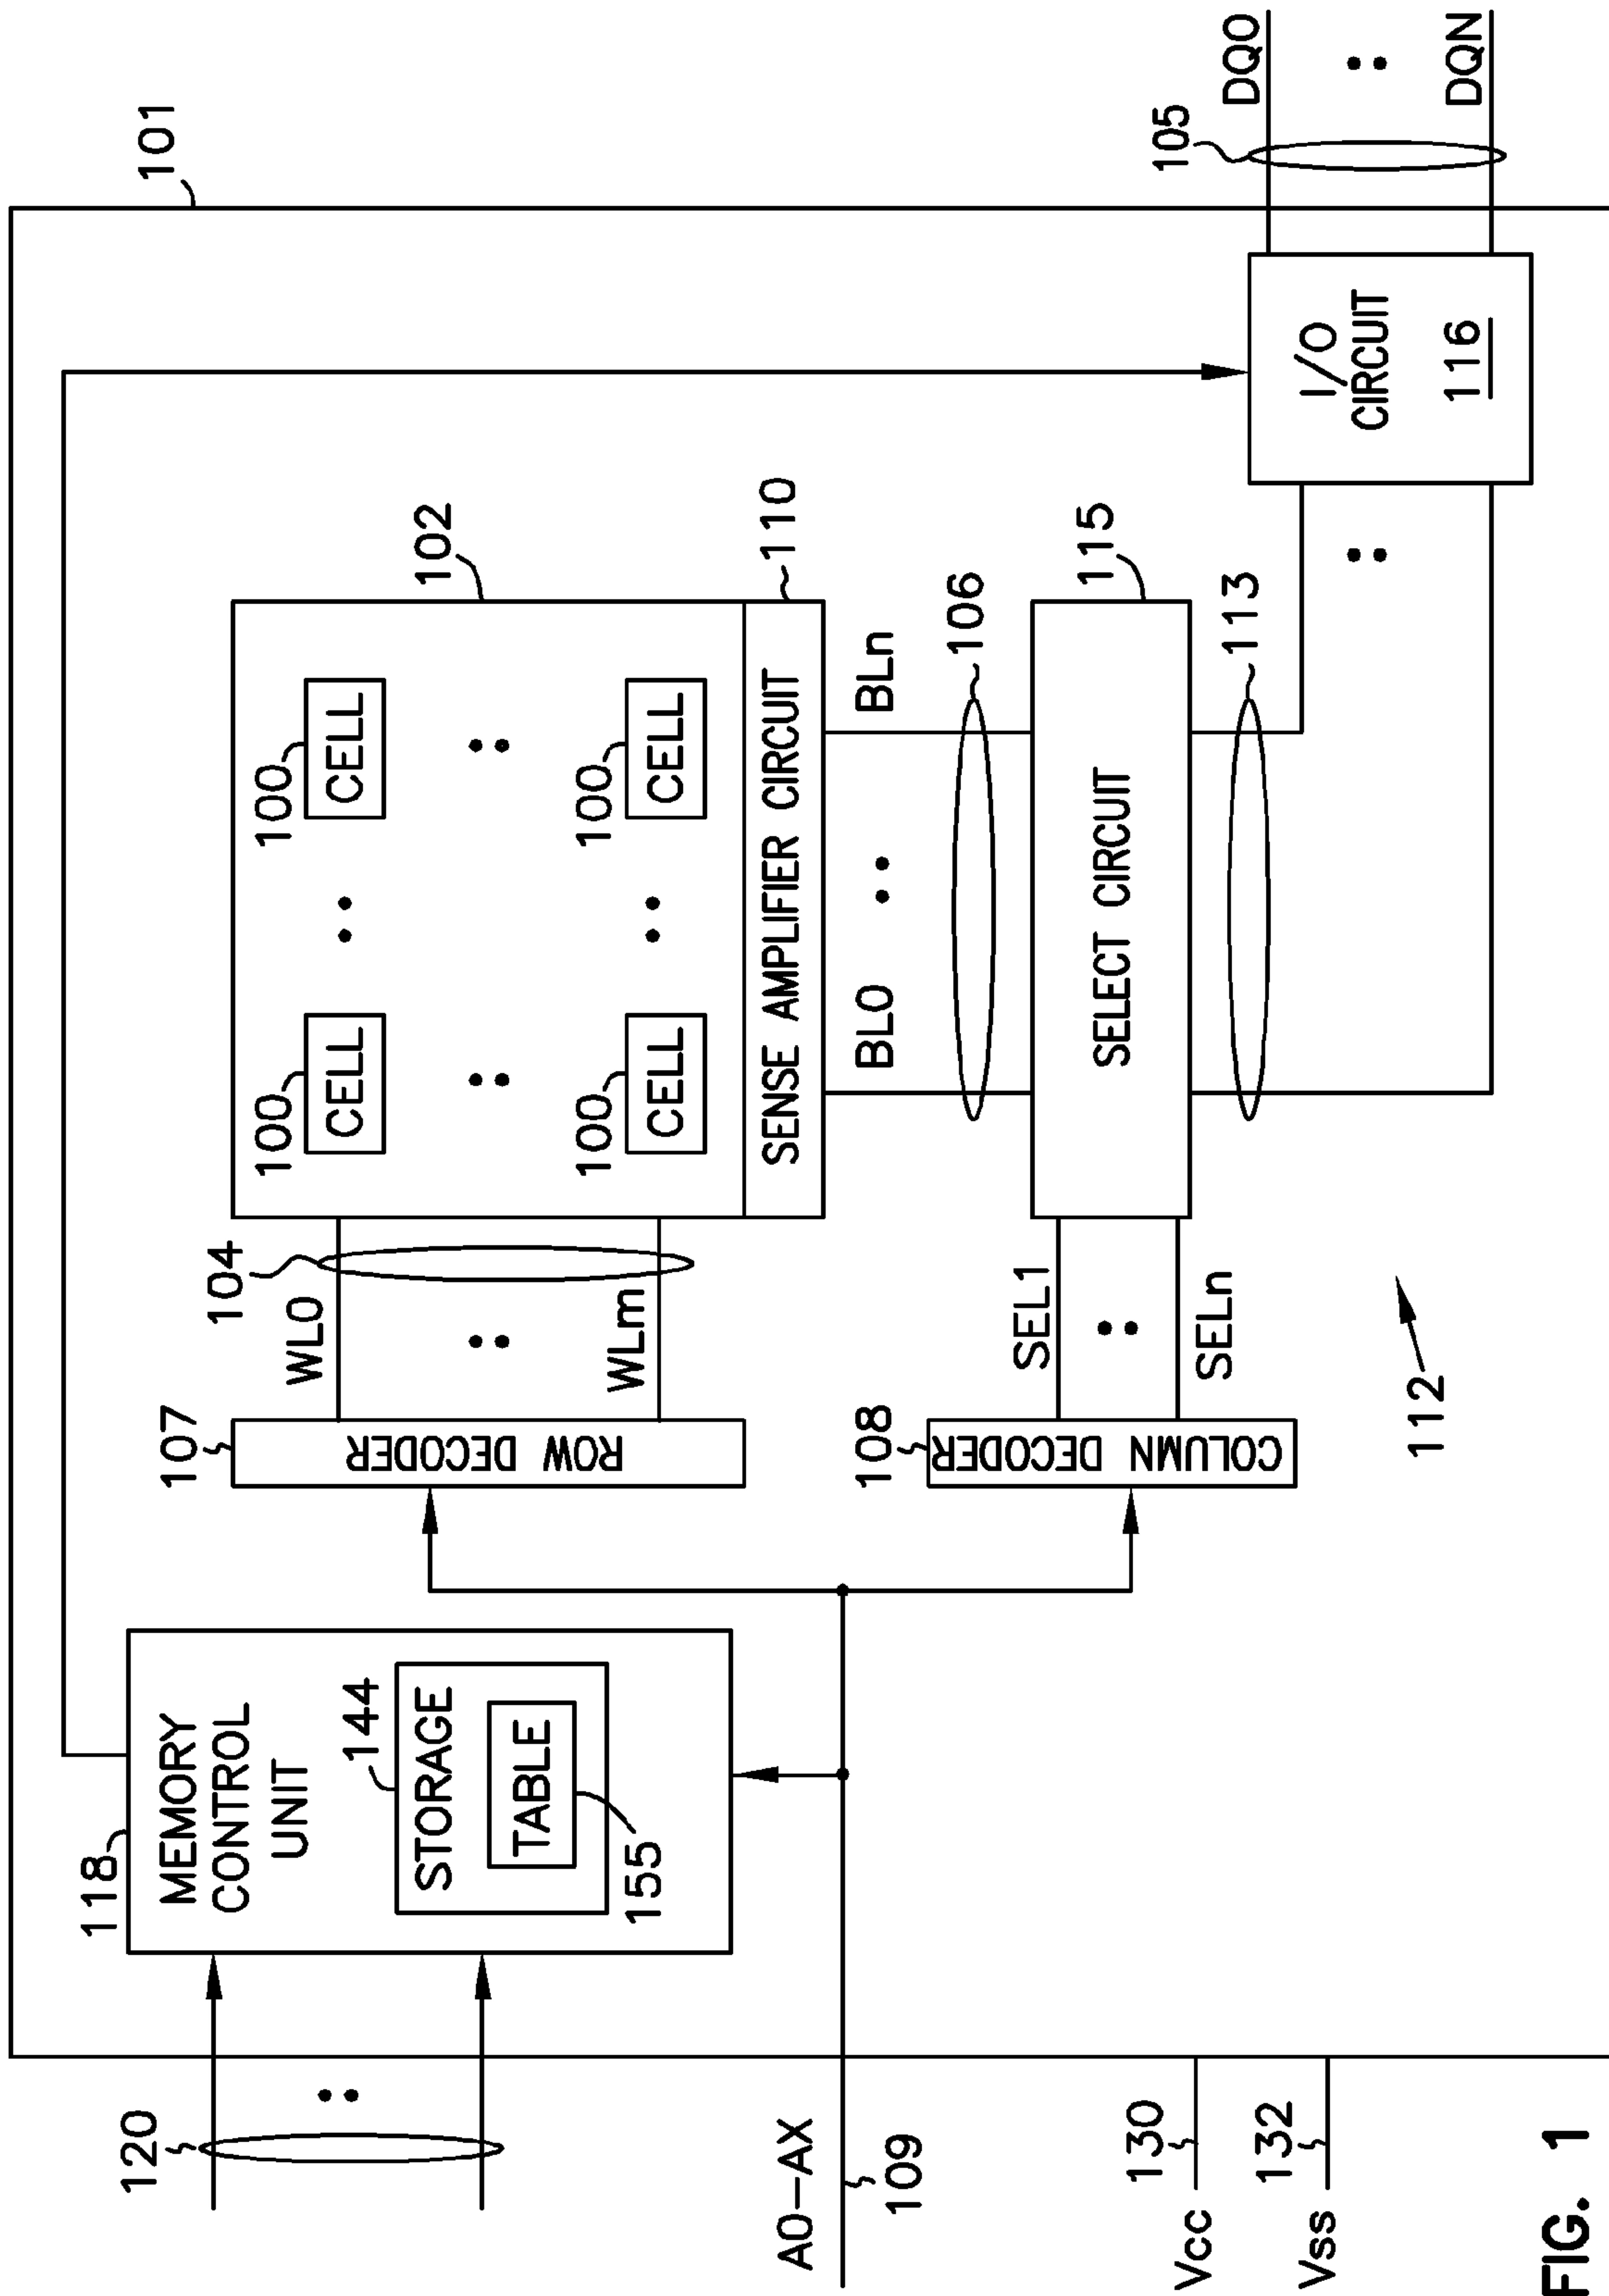 101
118
MEMORY
CONTROL
UNIT
144
STORAGE
TABLE
155
120
107
ROW DECODER
104
WL0
WLm
102
100
CELL
100
CELL
100
CELL
100
CELL
SENSE AMPLIFIER CIRCUIT
110
BL0
BLn
106
A0-AX
109
108
COLUMN DECODER
SEL1
SELn
SELECT CIRCUIT
115
113
105
DQ0
DQN
I/O
CIRCUIT
116
Vcc
130
Vss
132
112
FIG. 1